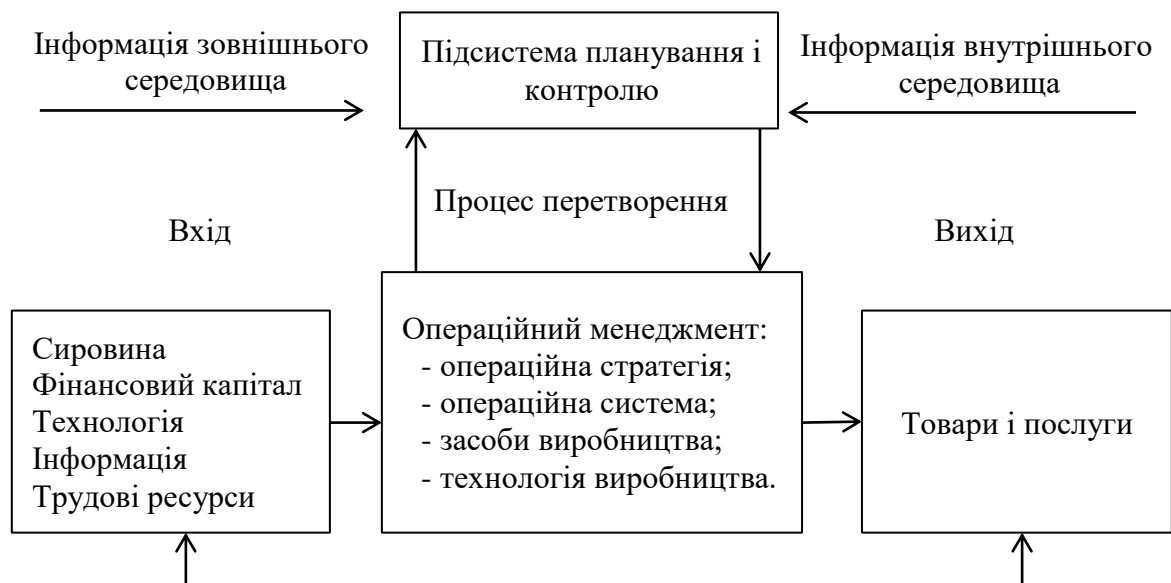 Інформація зовнішнього
середовища
Підсистема планування і
контролю
Інформація внутрішнього
середовища
Процес перетворення
Вхід
Вихід
Сировина
Фінансовий капітал
Технологія
Інформація
Трудові ресурси
Операційний менеджмент:
- операційна стратегія;
- операційна система;
- засоби виробництва;
- технологія виробництва.
Товари і послуги